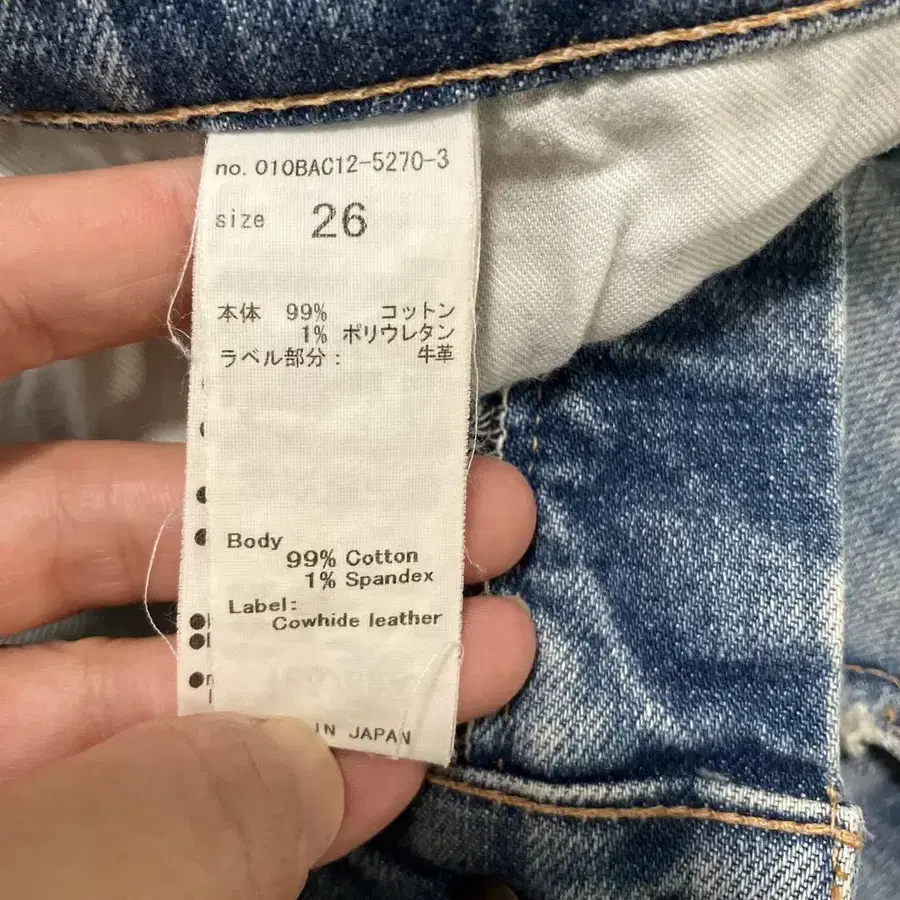 no. 010BAC12-5270-3
size 26
本体 99% コットン
1% ポリウレタン
ラベル部分: 牛革
Body
99% Cotton
1% Spandex
Label:
Cowhide leather
IN JAPAN